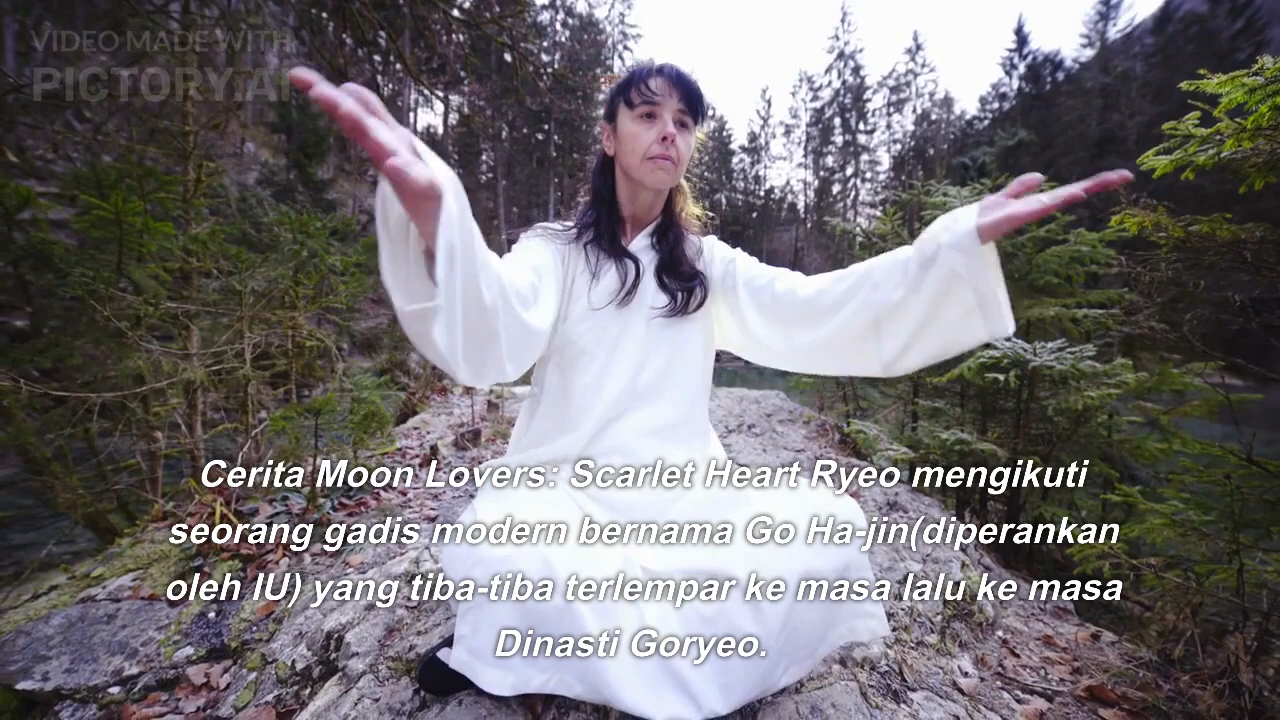 VIDEO MADE WITH
PICTORY.AI
Cerita Moon Lovers: Scarlet Heart Ryeo mengikuti
seorang gadis modern bernama Go Ha-jin(diperankan
oleh IU) yang tiba-tiba terlempar ke masa lalu ke masa
Dinasti Goryeo.